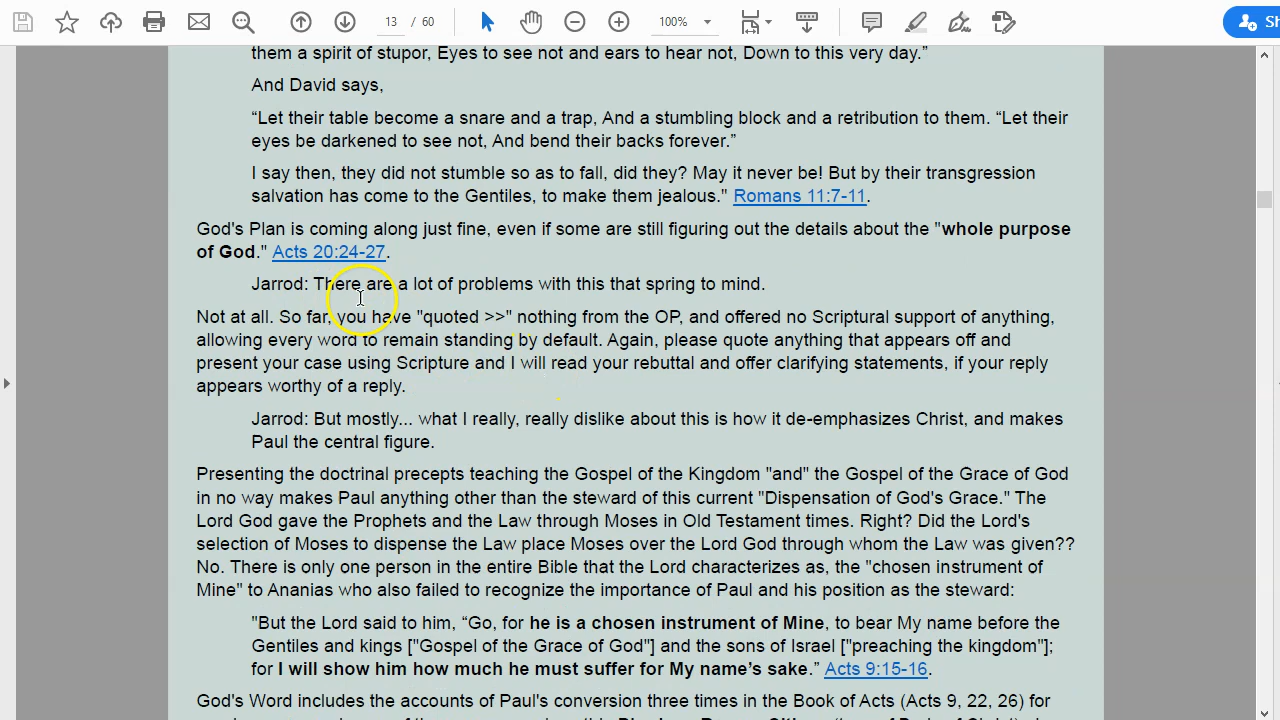 13 / 60
100%
Sh
them a spirit of stupor, Eyes to see not and ears to hear not, Down to this very day.”
And David says,
“Let their table become a snare and a trap, And a stumbling block and a retribution to them. “Let their
eyes be darkened to see not, And bend their backs forever.”
I say then, they did not stumble so as to fall, did they? May it never be! But by their transgression
salvation has come to the Gentiles, to make them jealous." Romans 11:7-11.
God's Plan is coming along just fine, even if some are still figuring out the details about the "whole purpose
of God." Acts 20:24-27.
Jarrod: There are a lot of problems with this that spring to mind.
Not at all. So far, you have "quoted >>" nothing from the OP, and offered no Scriptural support of anything,
allowing every word to remain standing by default. Again, please quote anything that appears off and
present your case using Scripture and I will read your rebuttal and offer clarifying statements, if your reply
appears worthy of a reply.
Jarrod: But mostly... what I really, really dislike about this is how it de-emphasizes Christ, and makes
Paul the central figure.
Presenting the doctrinal precepts teaching the Gospel of the Kingdom "and" the Gospel of the Grace of God
in no way makes Paul anything other than the steward of this current "Dispensation of God's Grace." The
Lord God gave the Prophets and the Law through Moses in Old Testament times. Right? Did the Lord's
selection of Moses to dispense the Law place Moses over the Lord God through whom the Law was given??
No. There is only one person in the entire Bible that the Lord characterizes as, the "chosen instrument of
Mine" to Ananias who also failed to recognize the importance of Paul and his position as the steward:
"But the Lord said to him, “Go, for he is a chosen instrument of Mine, to bear My name before the
Gentiles and kings ["Gospel of the Grace of God"] and the sons of Israel ["preaching the kingdom"];
for I will show him how much he must suffer for My name’s sake.” Acts 9:15-16.
God's Word includes the accounts of Paul's conversion three times in the Book of Acts (Acts 9, 22, 26) for